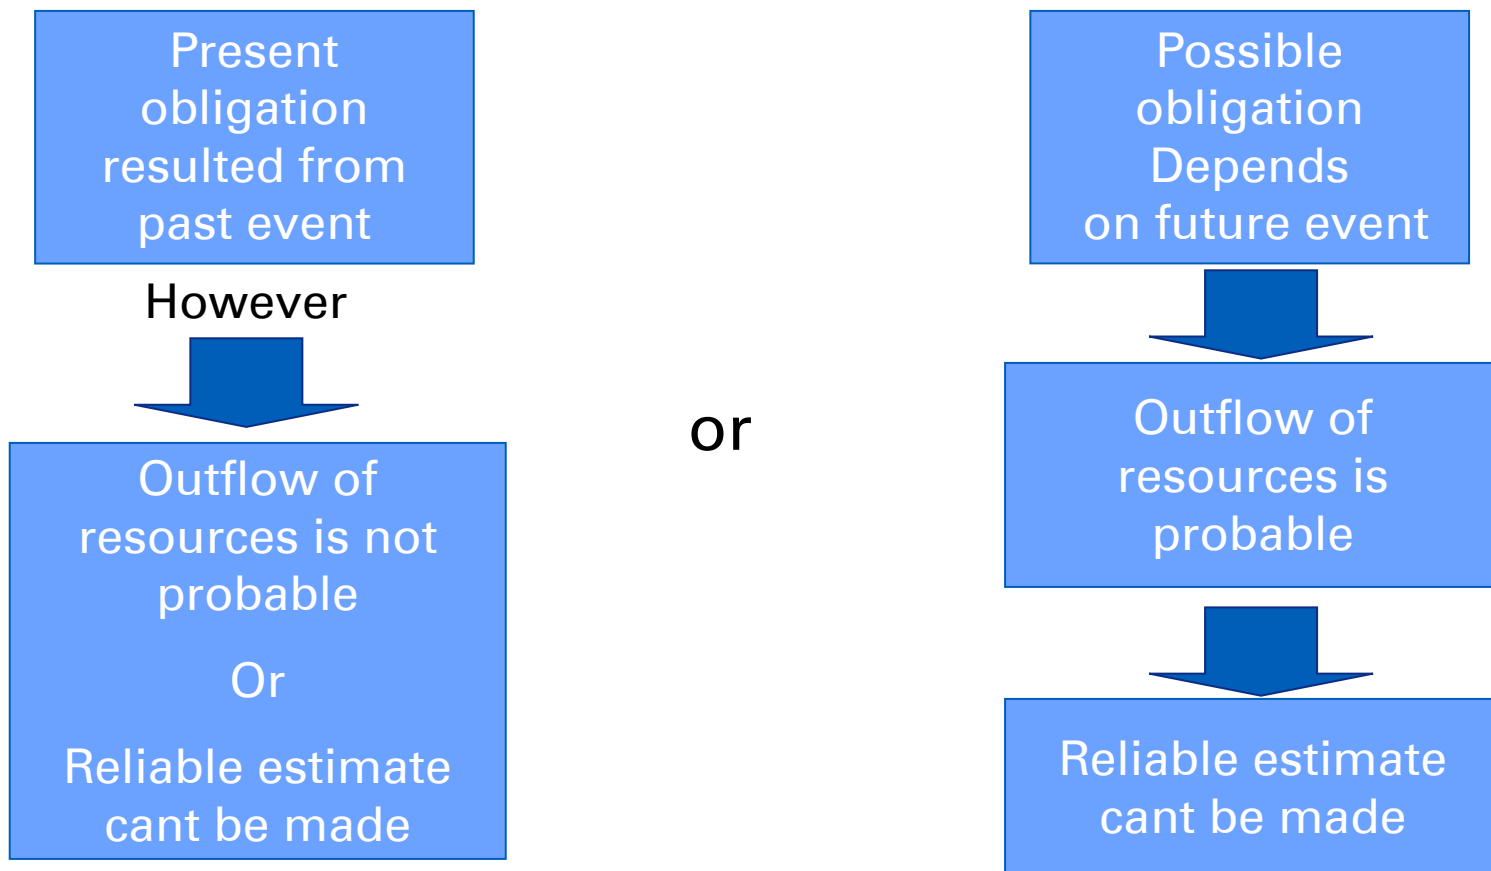 Present
obligation
resulted from
past event
However
Outflow of
resources is not
probable
Or
Reliable estimate
cant be made
or
Possible
obligation
Depends
on future event
Outflow of
resources is
probable
Reliable estimate
cant be made